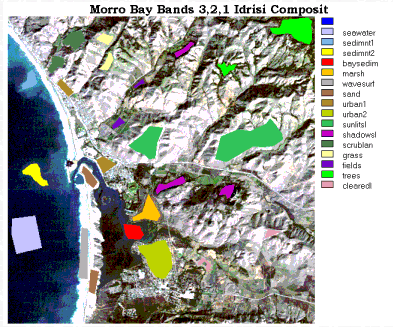 Morro Bay Bands 3,2,1 Idrisi Composit
seawater
sedimnt1
sedimnt2
baysedim
marsh
wavesurf
sand
urban1
urban2
sunlitsl
shadowsl
scrublan
grass
fields
trees
clearedl